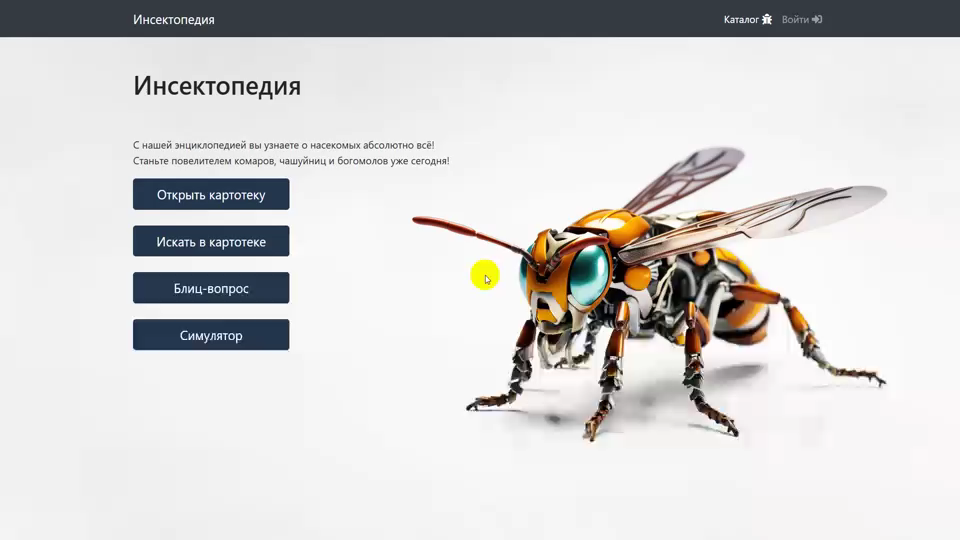 Инсектопедия
Каталог
Войти
Инсектопедия
С нашей энциклопедией вы узнаете о насекомых абсолютно всё!
Станьте повелителем комаров, чашуйниц и богомолов уже сегодня!
Открыть картотеку
Искать в картотеке
Блиц-вопрос
Симулятор